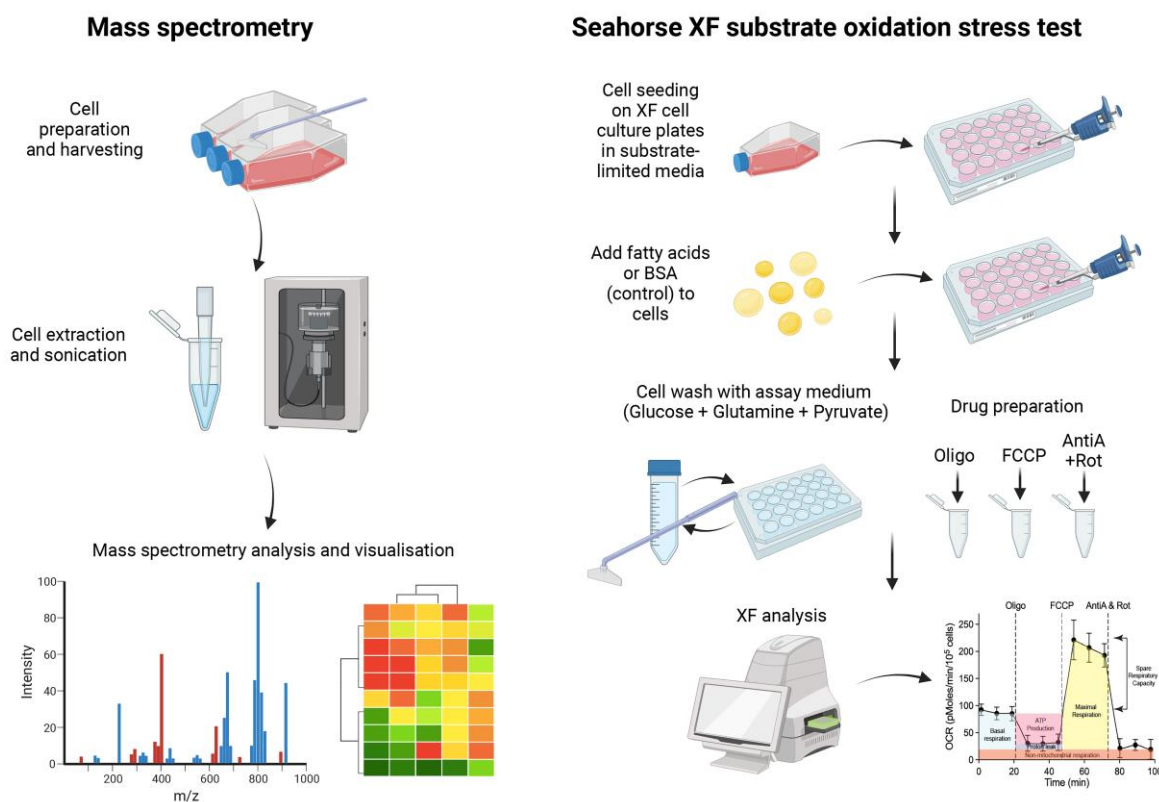 Mass spectrometry
Cell
preparation
and harvesting
Cell extraction
and sonication
Mass spectrometry analysis and visualisation
100
80
60
40
20
0
Intensity
200
400
600
800
1000
m/z
Seahorse XF substrate oxidation stress test
Cell seeding
on XF cell
culture plates
in substrate-
limited media
Add fatty acids
or BSA
(control) to
cells
Cell wash with assay medium
(Glucose + Glutamine + Pyruvate)
Drug preparation
Oligo
FCCP
AntiA
+Rot
XF analysis
Oligo
FCCP
AntiA & Rot
250
200
150
100
50
0
OCR (pMoles/min/10⁵ cells)
Basal
respiration
ATP
Production
Proton leak
Maximal
Respiration
Non-mitochondrial respiration
Spare
Respiratory
Capacity
0
20
40
60
80
100
Time (min)